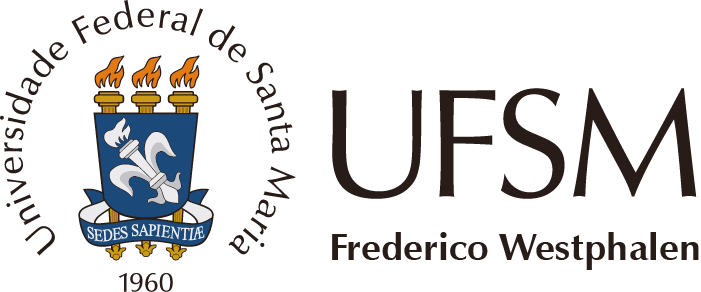 Universidade Federal de Santa Maria
SEDES SAPIENTIÆ
1960
UFSM
Frederico Westphalen